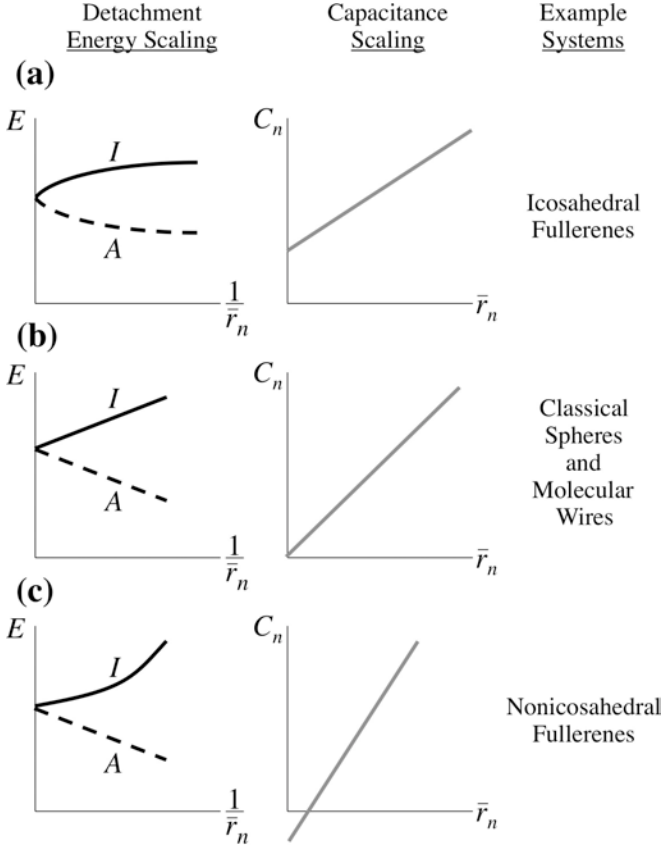 Detachment
Energy Scaling
Capacitance
Scaling
Example
Systems
(a)
E
I
A
1
r̄n
Cn
r̄n
Icosahedral
Fullerenes
(b)
E
I
A
1
r̄n
Cn
r̄n
Classical
Spheres
and
Molecular
Wires
(c)
E
I
A
1
r̄n
Cn
r̄n
Nonicosahedral
Fullerenes